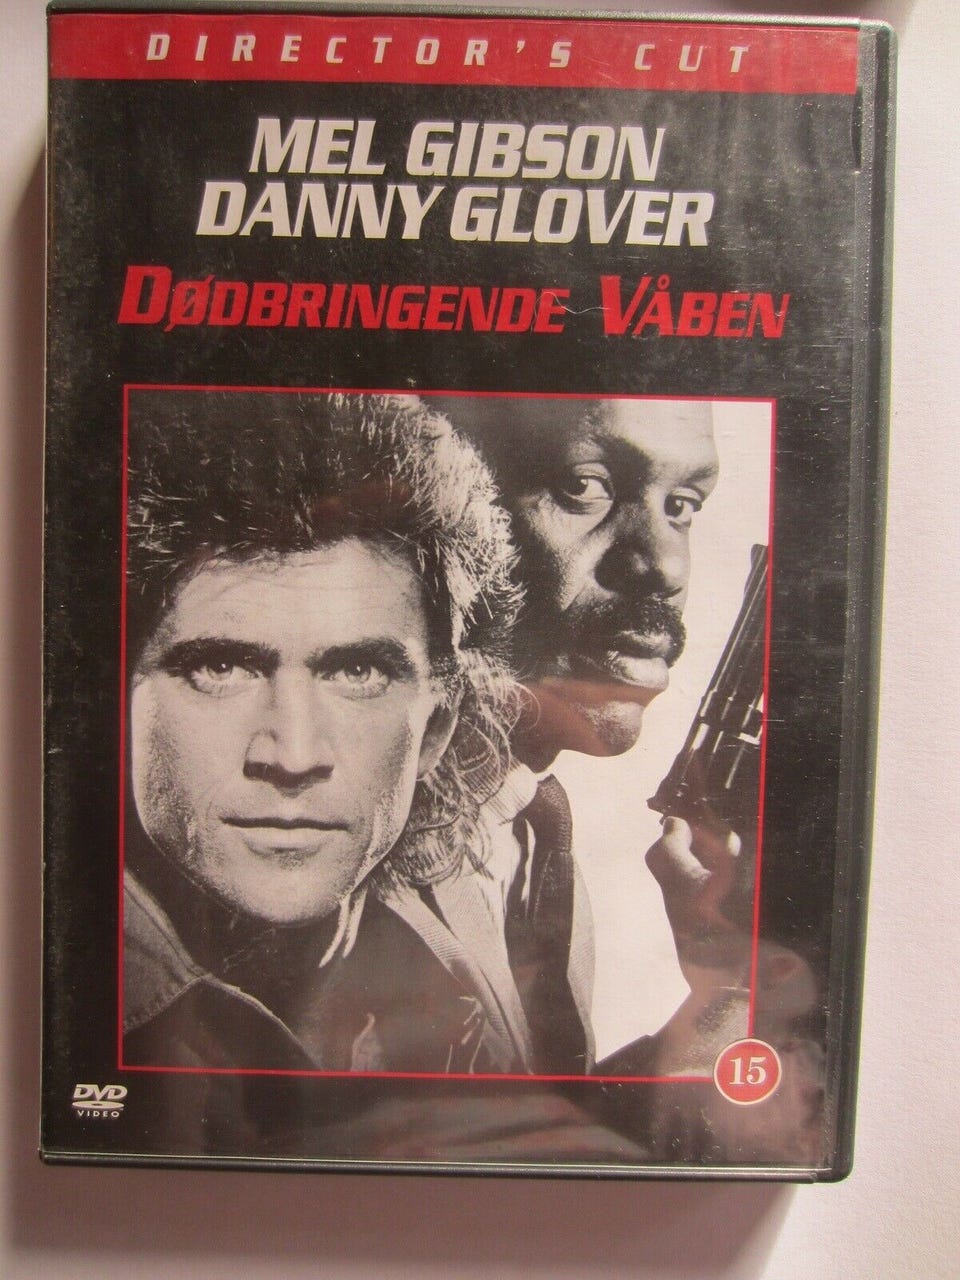 DIRECTOR'S CUT
MEL GIBSON
DANNY GLOVER
DØDBRINGENDE VÅBEN
15
DVD
VIDEO